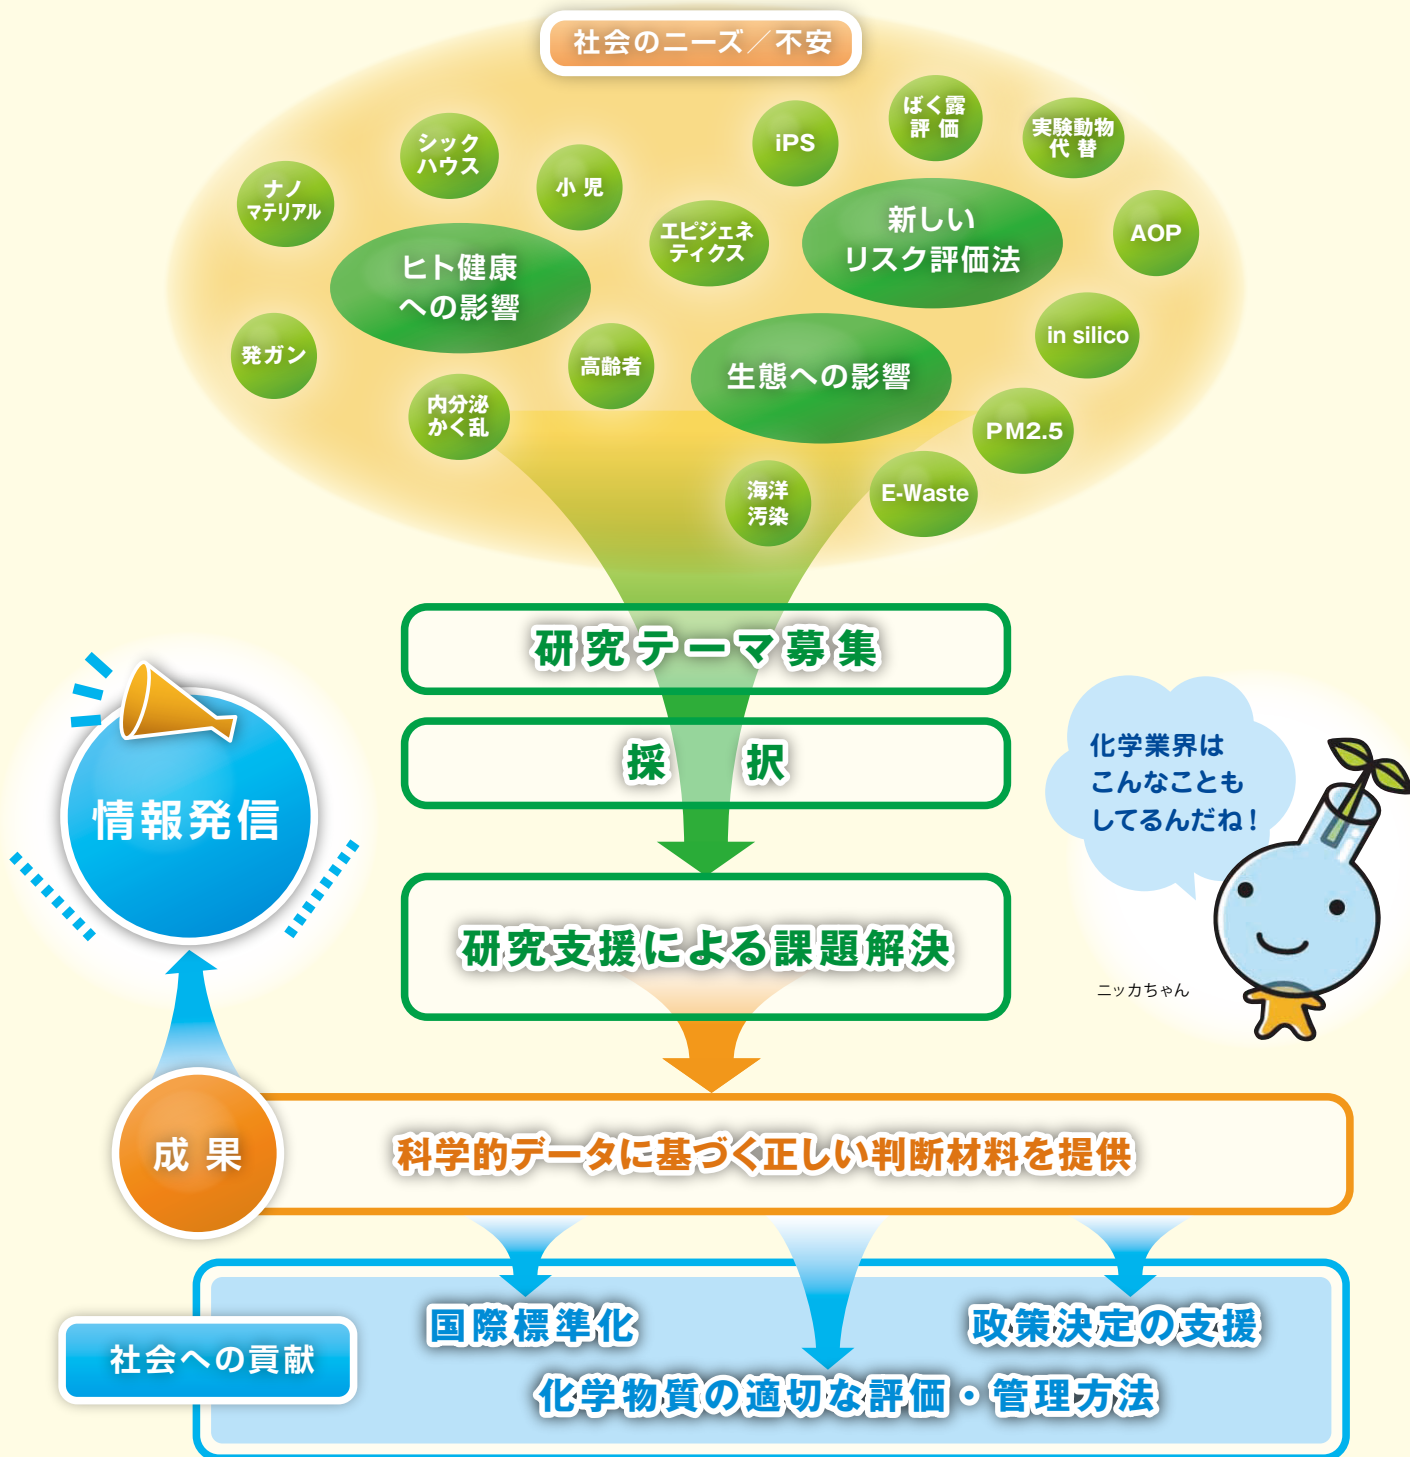 社会のニーズ／不安
シック
ハウス
ナノ
マテリアル
小児
iPS
ばく露
評価
実験動物
代替
エピジェネ
ティクス
新しい
リスク評価法
AOP
ヒト健康
への影響
発ガン
高齢者
生態への影響
in silico
内分泌
かく乱
PM2.5
海洋
汚染
E-Waste
研究テーマ募集
採択
情報発信
化学業界は
こんなことも
してるんだね！
研究支援による課題解決
ニッカちゃん
成果
科学的データに基づく正しい判断材料を提供
国際標準化
政策決定の支援
社会への貢献
化学物質の適切な評価・管理方法